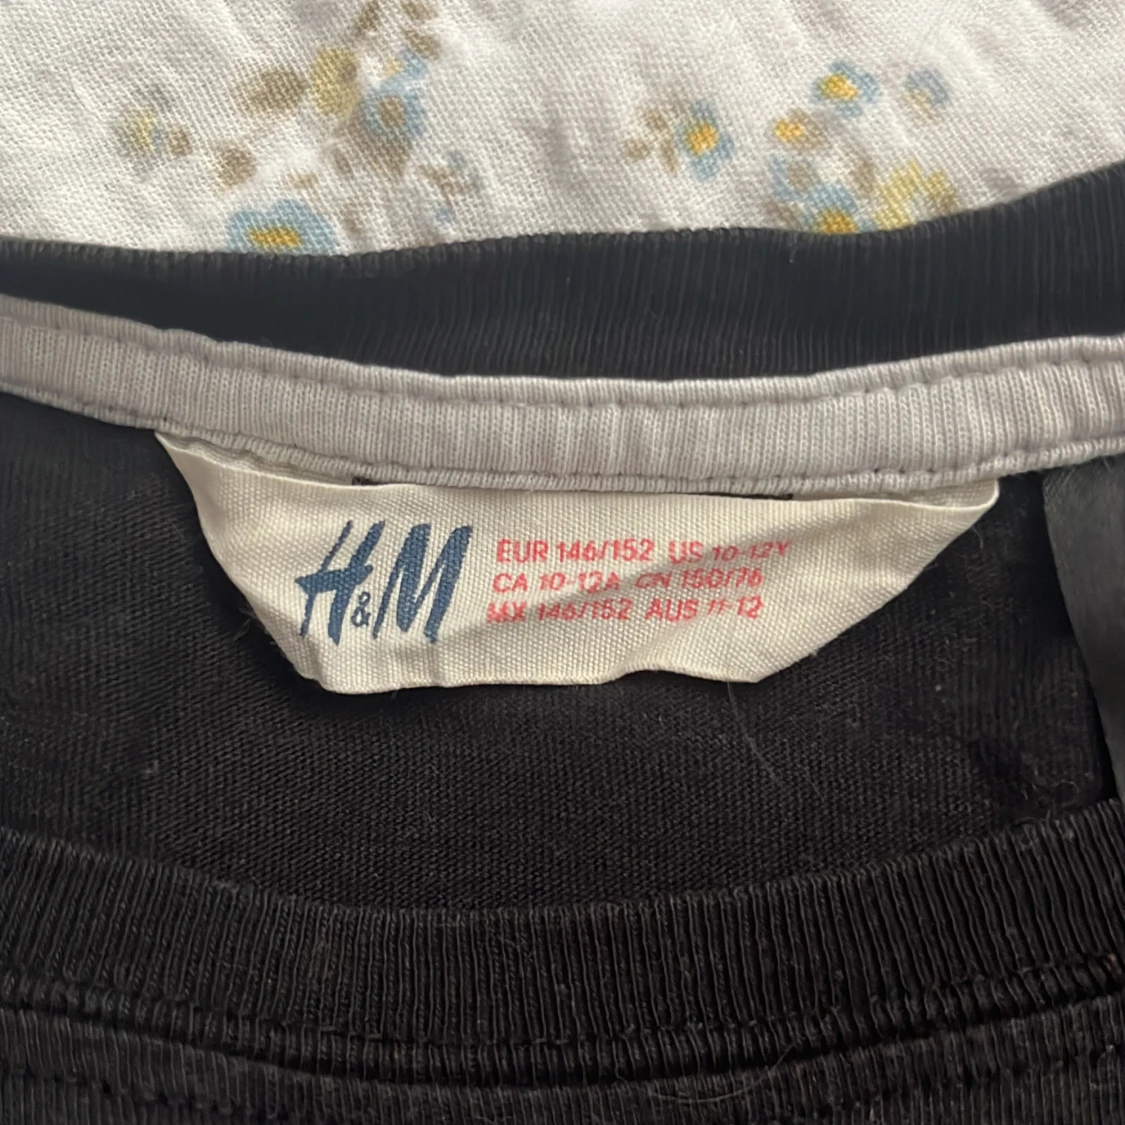 H&M
EUR 146/152 US 10-12Y
CA 10-12A CN 150/76
MX 146/152 AUS 11-12